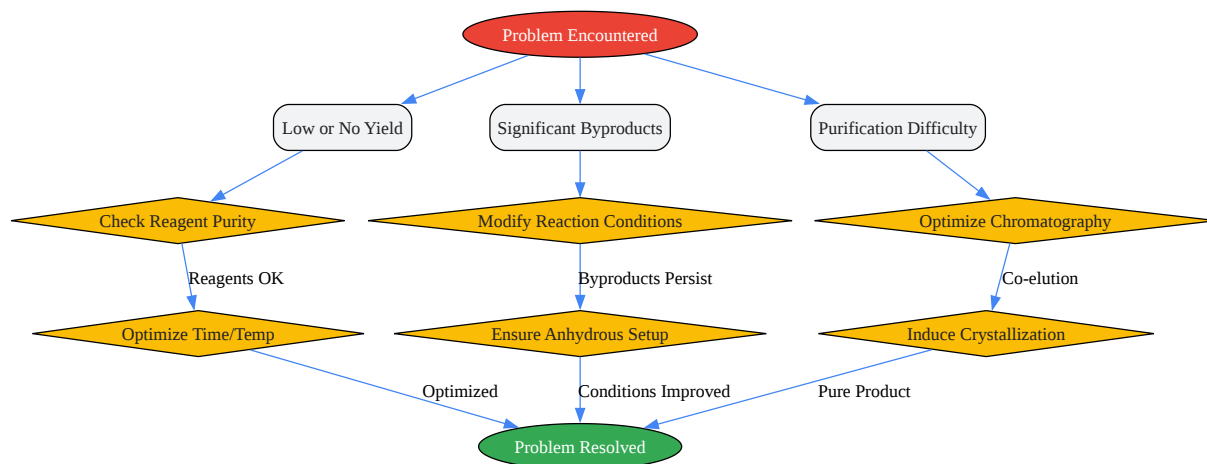 Problem Encountered
Low or No Yield
Significant Byproducts
Purification Difficulty
Check Reagent Purity
Modify Reaction Conditions
Optimize Chromatography
Reagents OK
Byproducts Persist
Co-elution
Optimize Time/Temp
Ensure Anhydrous Setup
Induce Crystallization
Optimized
Conditions Improved
Pure Product
Problem Resolved